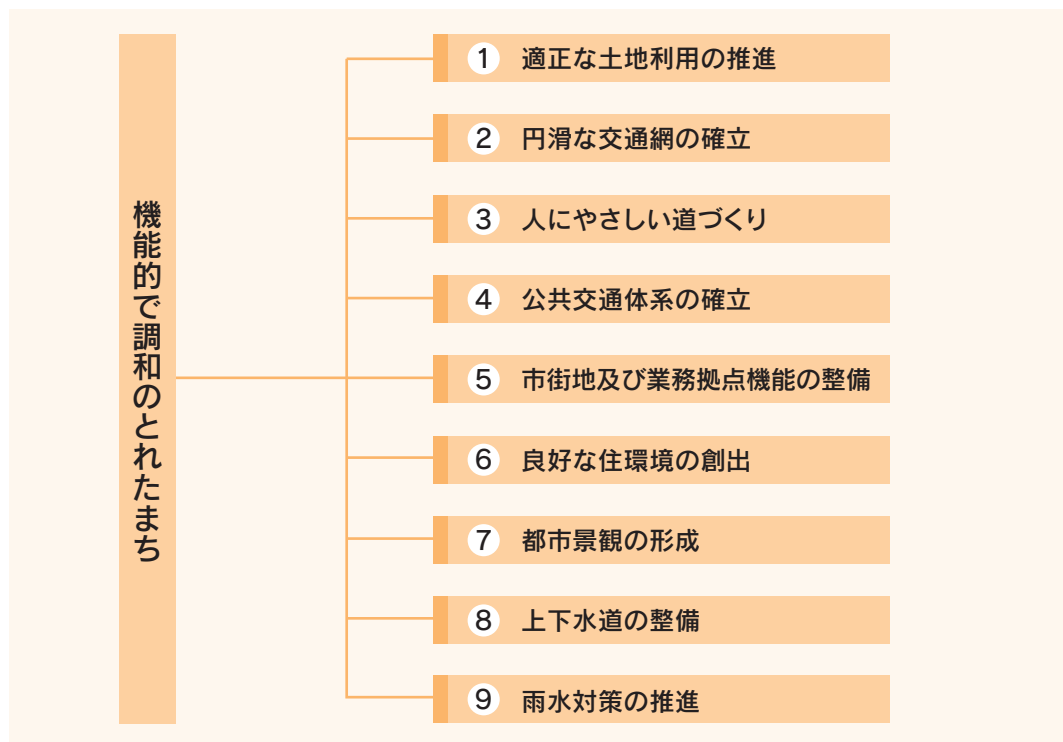 機能的で調和のとれたまち
① 適正な土地利用の推進
② 円滑な交通網の確立
③ 人にやさしい道づくり
④ 公共交通体系の確立
⑤ 市街地及び業務拠点機能の整備
⑥ 良好な住環境の創出
⑦ 都市景観の形成
⑧ 上下水道の整備
⑨ 雨水対策の推進